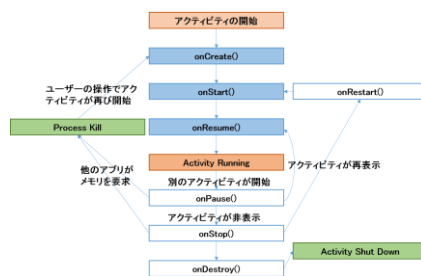 アクティビティの開始
onCreate()
ユーザーの操作でアク
ティビティが再び開始
onStart()
onRestart()
Process Kill
onResume()
Activity Running
他のアプリが
メモリを要求
別のアクティビティが開始
アクティビティが再表示
onPause()
アクティビティが非表示
onStop()
Activity Shut Down
onDestroy()